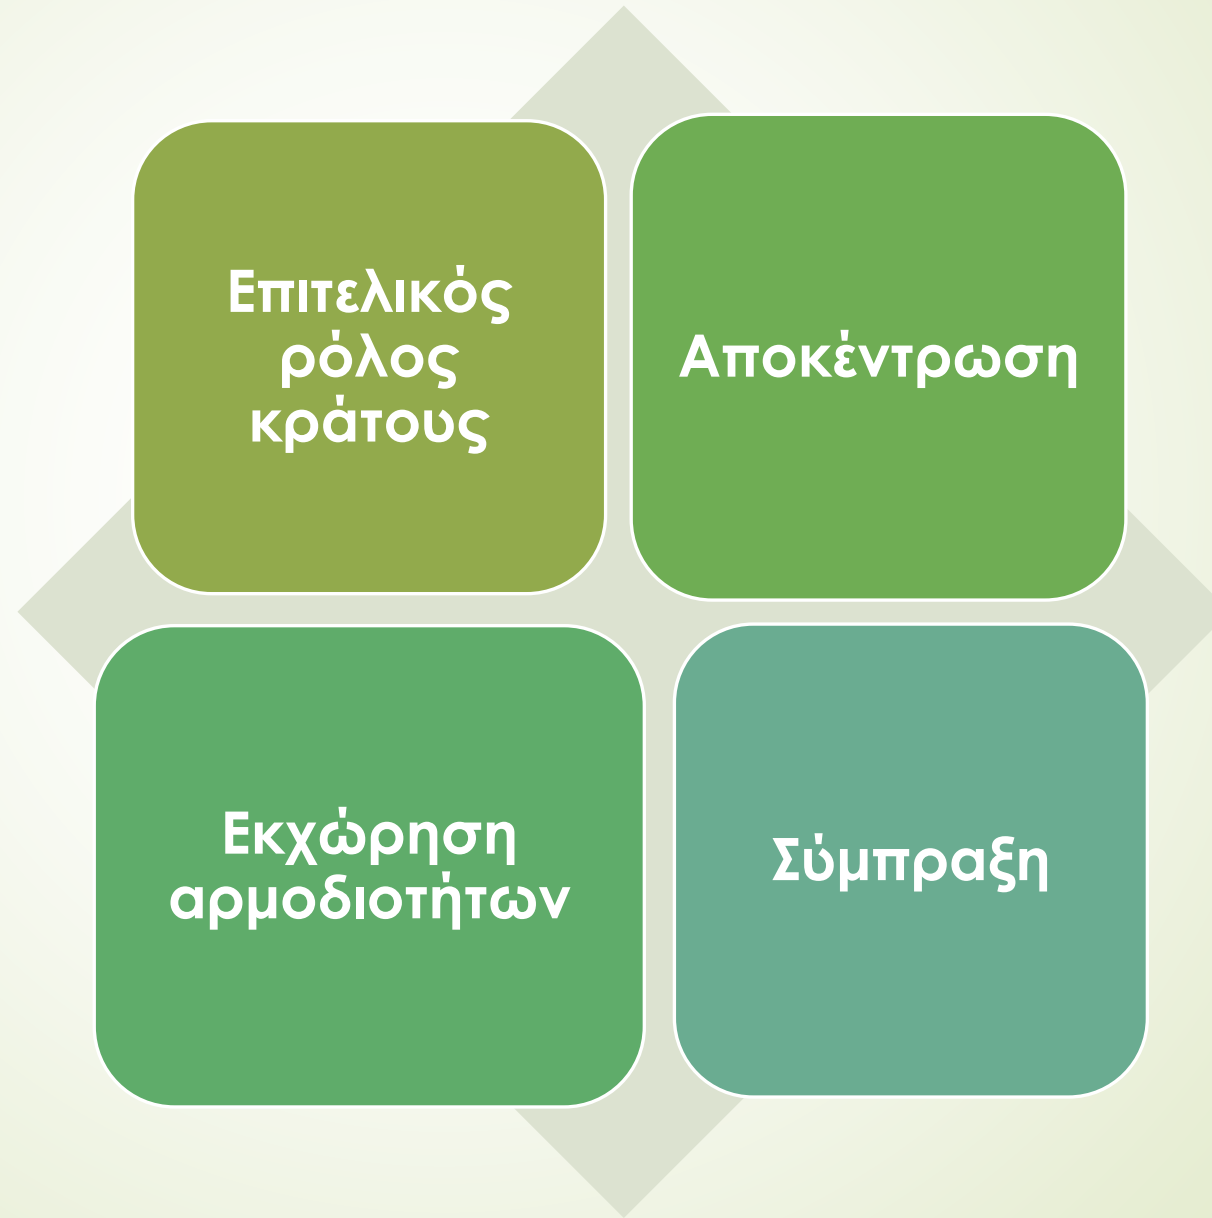 Επιτελικός
ρόλος
κράτους
Αποκέντρωση
Εκχώρηση
αρμοδιοτήτων
Σύμπραξη